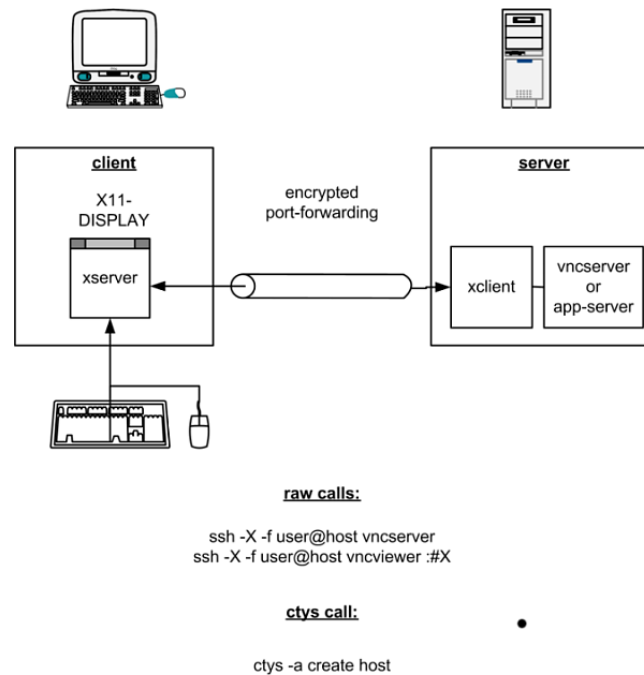 client
server
X11-
DISPLAY
encrypted
port-forwarding
xserver
xclient
vncserver
or
app-server
raw calls:
ssh -X -f user@host vncserver
ssh -X -f user@host vncviewer :#X
ctys call:
ctys -a create host